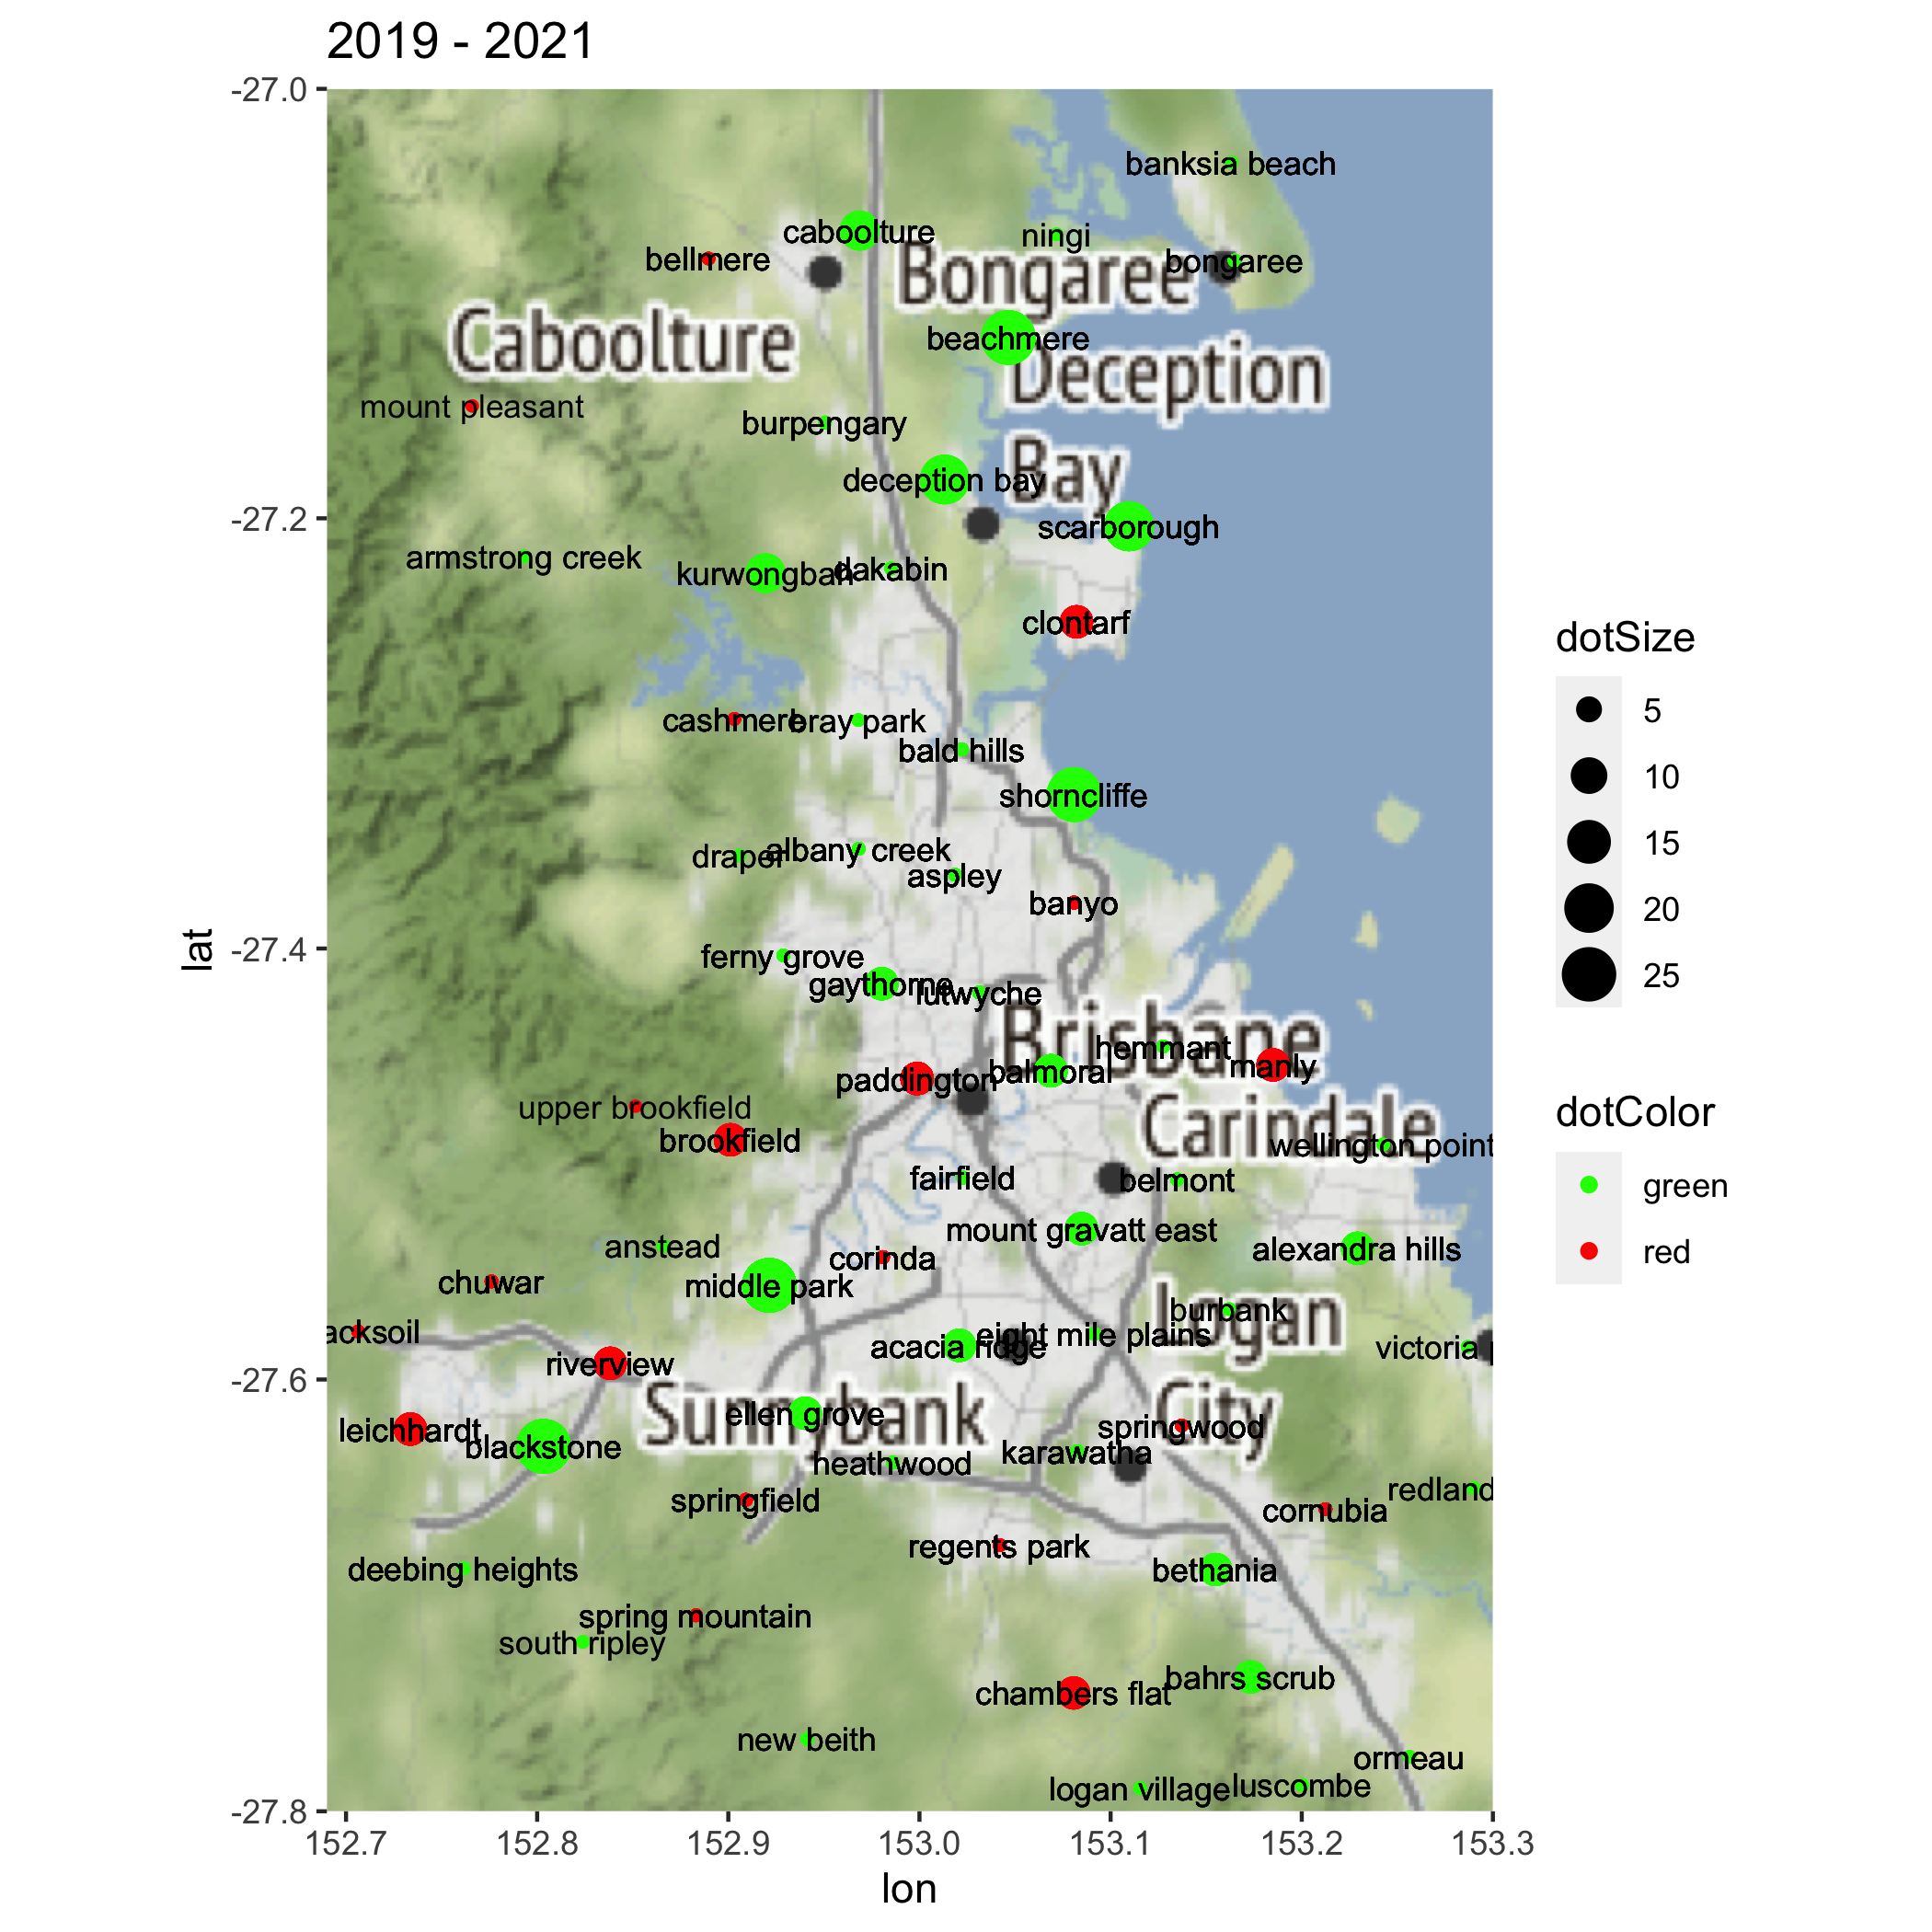 2019 - 2021
-27.0
banksia beach
caboolture
ningi
bellmere
bongaree
Bongaree
beachmere
Caboolture
Deception
mount pleasant
burpengary
Bay
deception bay
-27.2
scarborough
armstrong creek
kurwongbah
dakabin
clontarf
dotSize
5
cashmere
bray park
bald hills
10
shorncliffe
15
draper
albany creek
aspley
banyo
20
lat
-27.4
ferny grove
gaythorne
lutwyche
25
Brisbane
hemmant
manly
balmoral
paddington
upper brookfield
brookfield
Carindale
wellington point
dotColor
fairfield
belmont
green
mount gravatt east
anstead
corinda
alexandra hills
red
chuwar
middle park
burbank
Logan
acksoil
eight mile plains
acacia ridge
victoria p
riverview
-27.6
Sunnybank
ellen grove
City
springwood
leichhardt
blackstone
karawatha
heathwood
redland
springfield
cornubia
regents park
deebing heights
bethania
spring mountain
south ripley
bahrs scrub
chambers flat
new beith
ormeau
logan village
luscombe
-27.8
152.7
152.8
152.9
153.0
153.1
153.2
153.3
lon